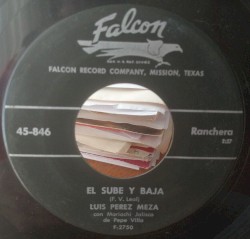 Falcon
FALCON RECORD COMPANY, MISSION, TEXAS
45-846
Ranchera
EL SUBE Y BAJA
(F. V. Leal)
LUIS PEREZ MEZA
con Mariachi Jalisco
de Pepe Villa